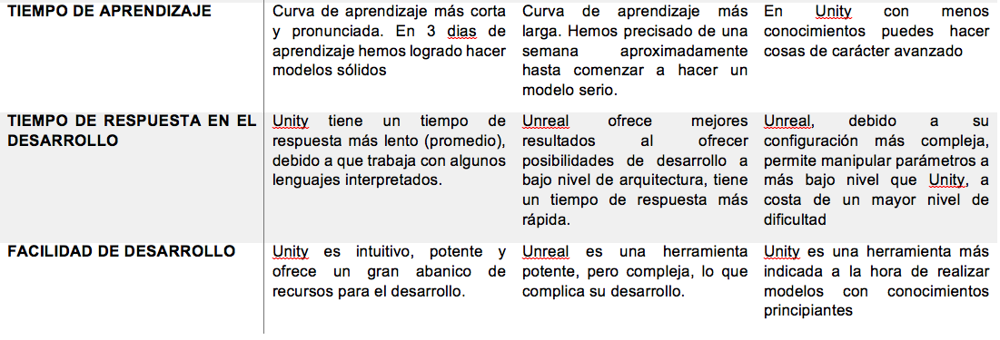 TIEMPO DE APRENDIZAJE
Curva de aprendizaje más corta
y pronunciada. En 3 dias de
aprendizaje hemos logrado hacer
modelos sólidos
Curva de aprendizaje más
larga. Hemos precisado de una
semana aproximadamente
hasta comenzar a hacer un
modelo serio.
En Unity con menos
conocimientos puedes hacer
cosas de carácter avanzado
TIEMPO DE RESPUESTA EN EL
DESARROLLO
Unity tiene un tiempo de
respuesta más lento (promedio),
debido a que trabaja con algunos
lenguajes interpretados.
Unreal ofrece mejores
resultados al ofrecer
posibilidades de desarrollo a
bajo nivel de arquitectura, tiene
un tiempo de respuesta más
rápida.
Unreal, debido a su
configuración más compleja,
permite manipular parámetros a
más bajo nivel que Unity, a
costa de un mayor nivel de
dificultad
FACILIDAD DE DESARROLLO
Unity es intuitivo, potente y
ofrece un gran abanico de
recursos para el desarrollo.
Unreal es una herramienta
potente, pero compleja, lo que
complica su desarrollo.
Unity es una herramienta más
indicada a la hora de realizar
modelos con conocimientos
principiantes